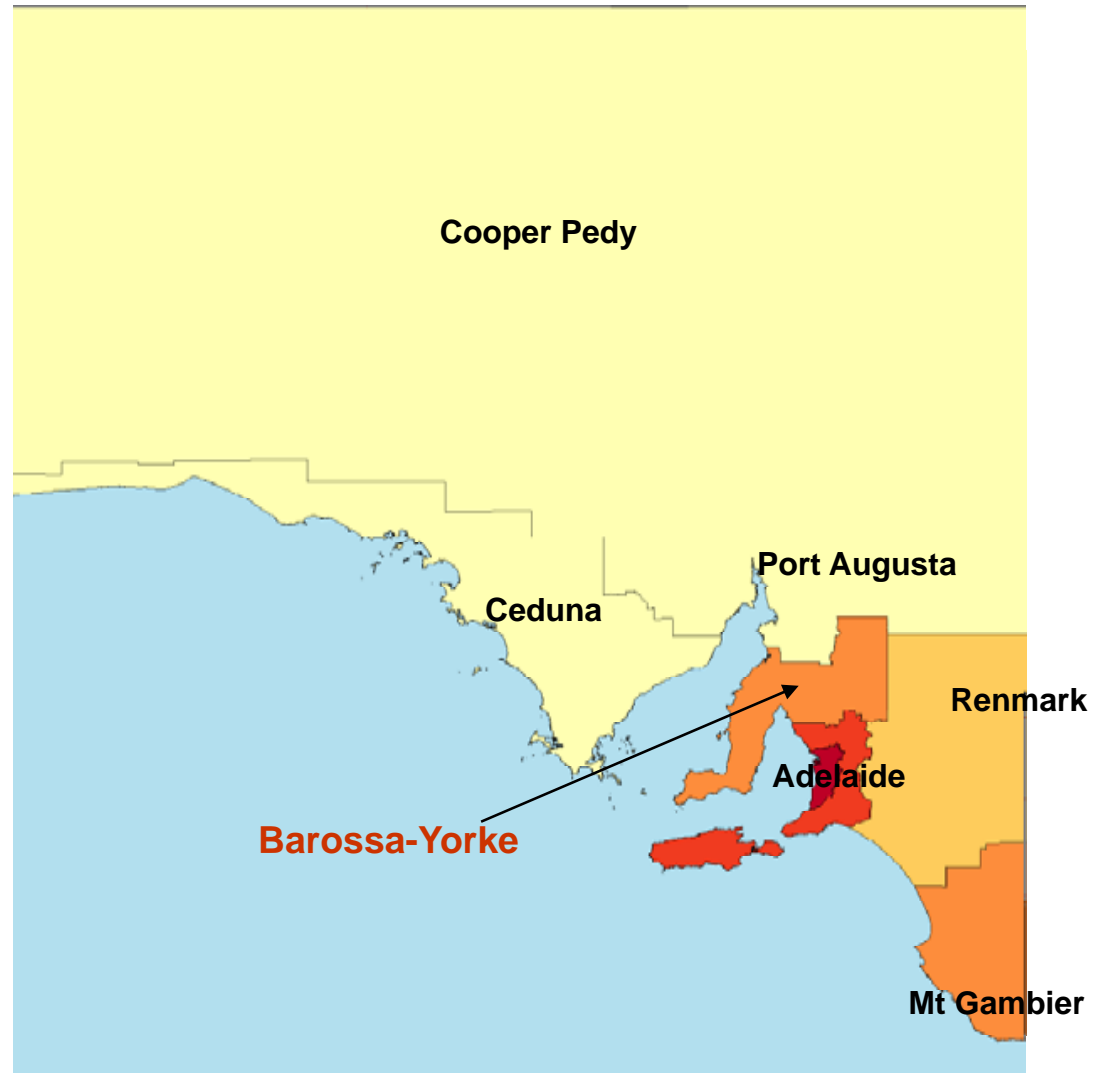 Cooper Pedy
Port Augusta
Ceduna
Renmark
Adelaide
Barossa-Yorke
Mt Gambier